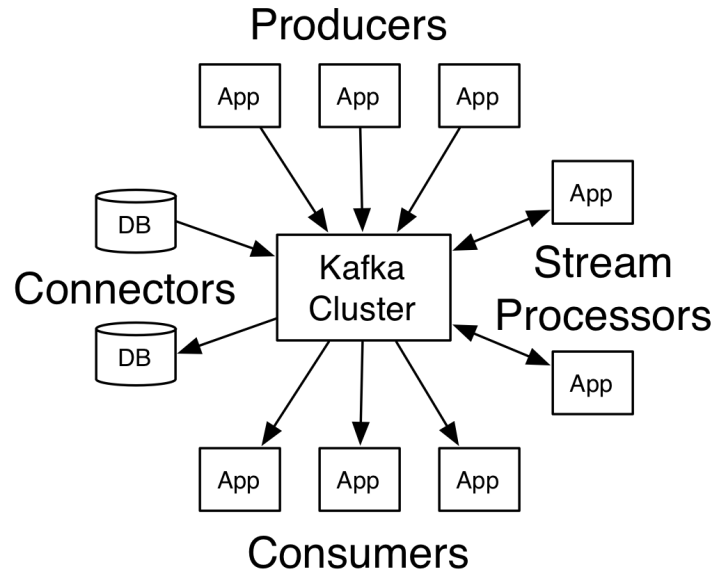 Producers
App
App
App
DB
App
Kafka
Cluster
Stream
Processors
Connectors
DB
App
App
App
App
Consumers